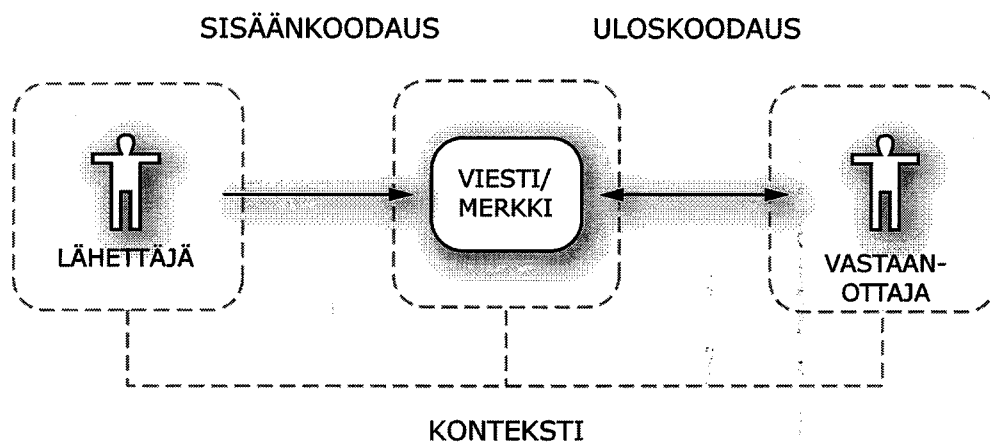 SISÄÄNKOODAUS
ULOSKOODAUS
LÄHETTÄJÄ
VIESTI/
MERKKI
VASTAAN-
OTTAJA
KONTEKSTI